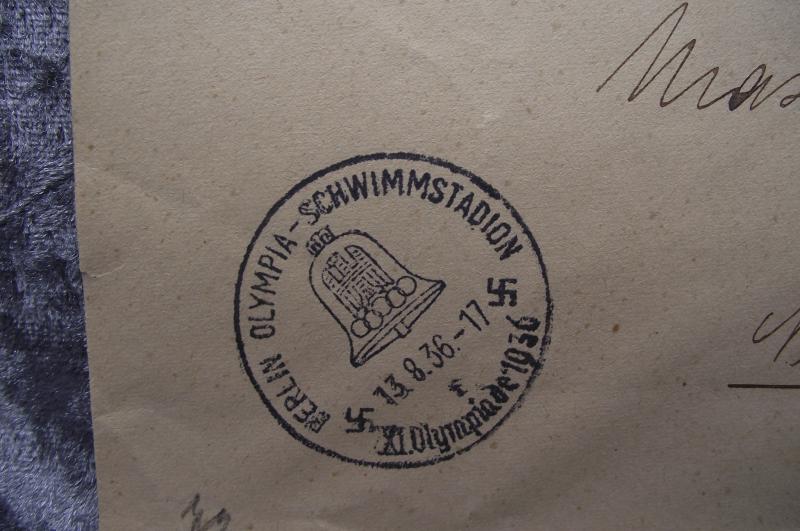 BERLIN OLYMPIA-SCHWIMMSTADION
13.8.36.-17
XI. Olympiade 1936